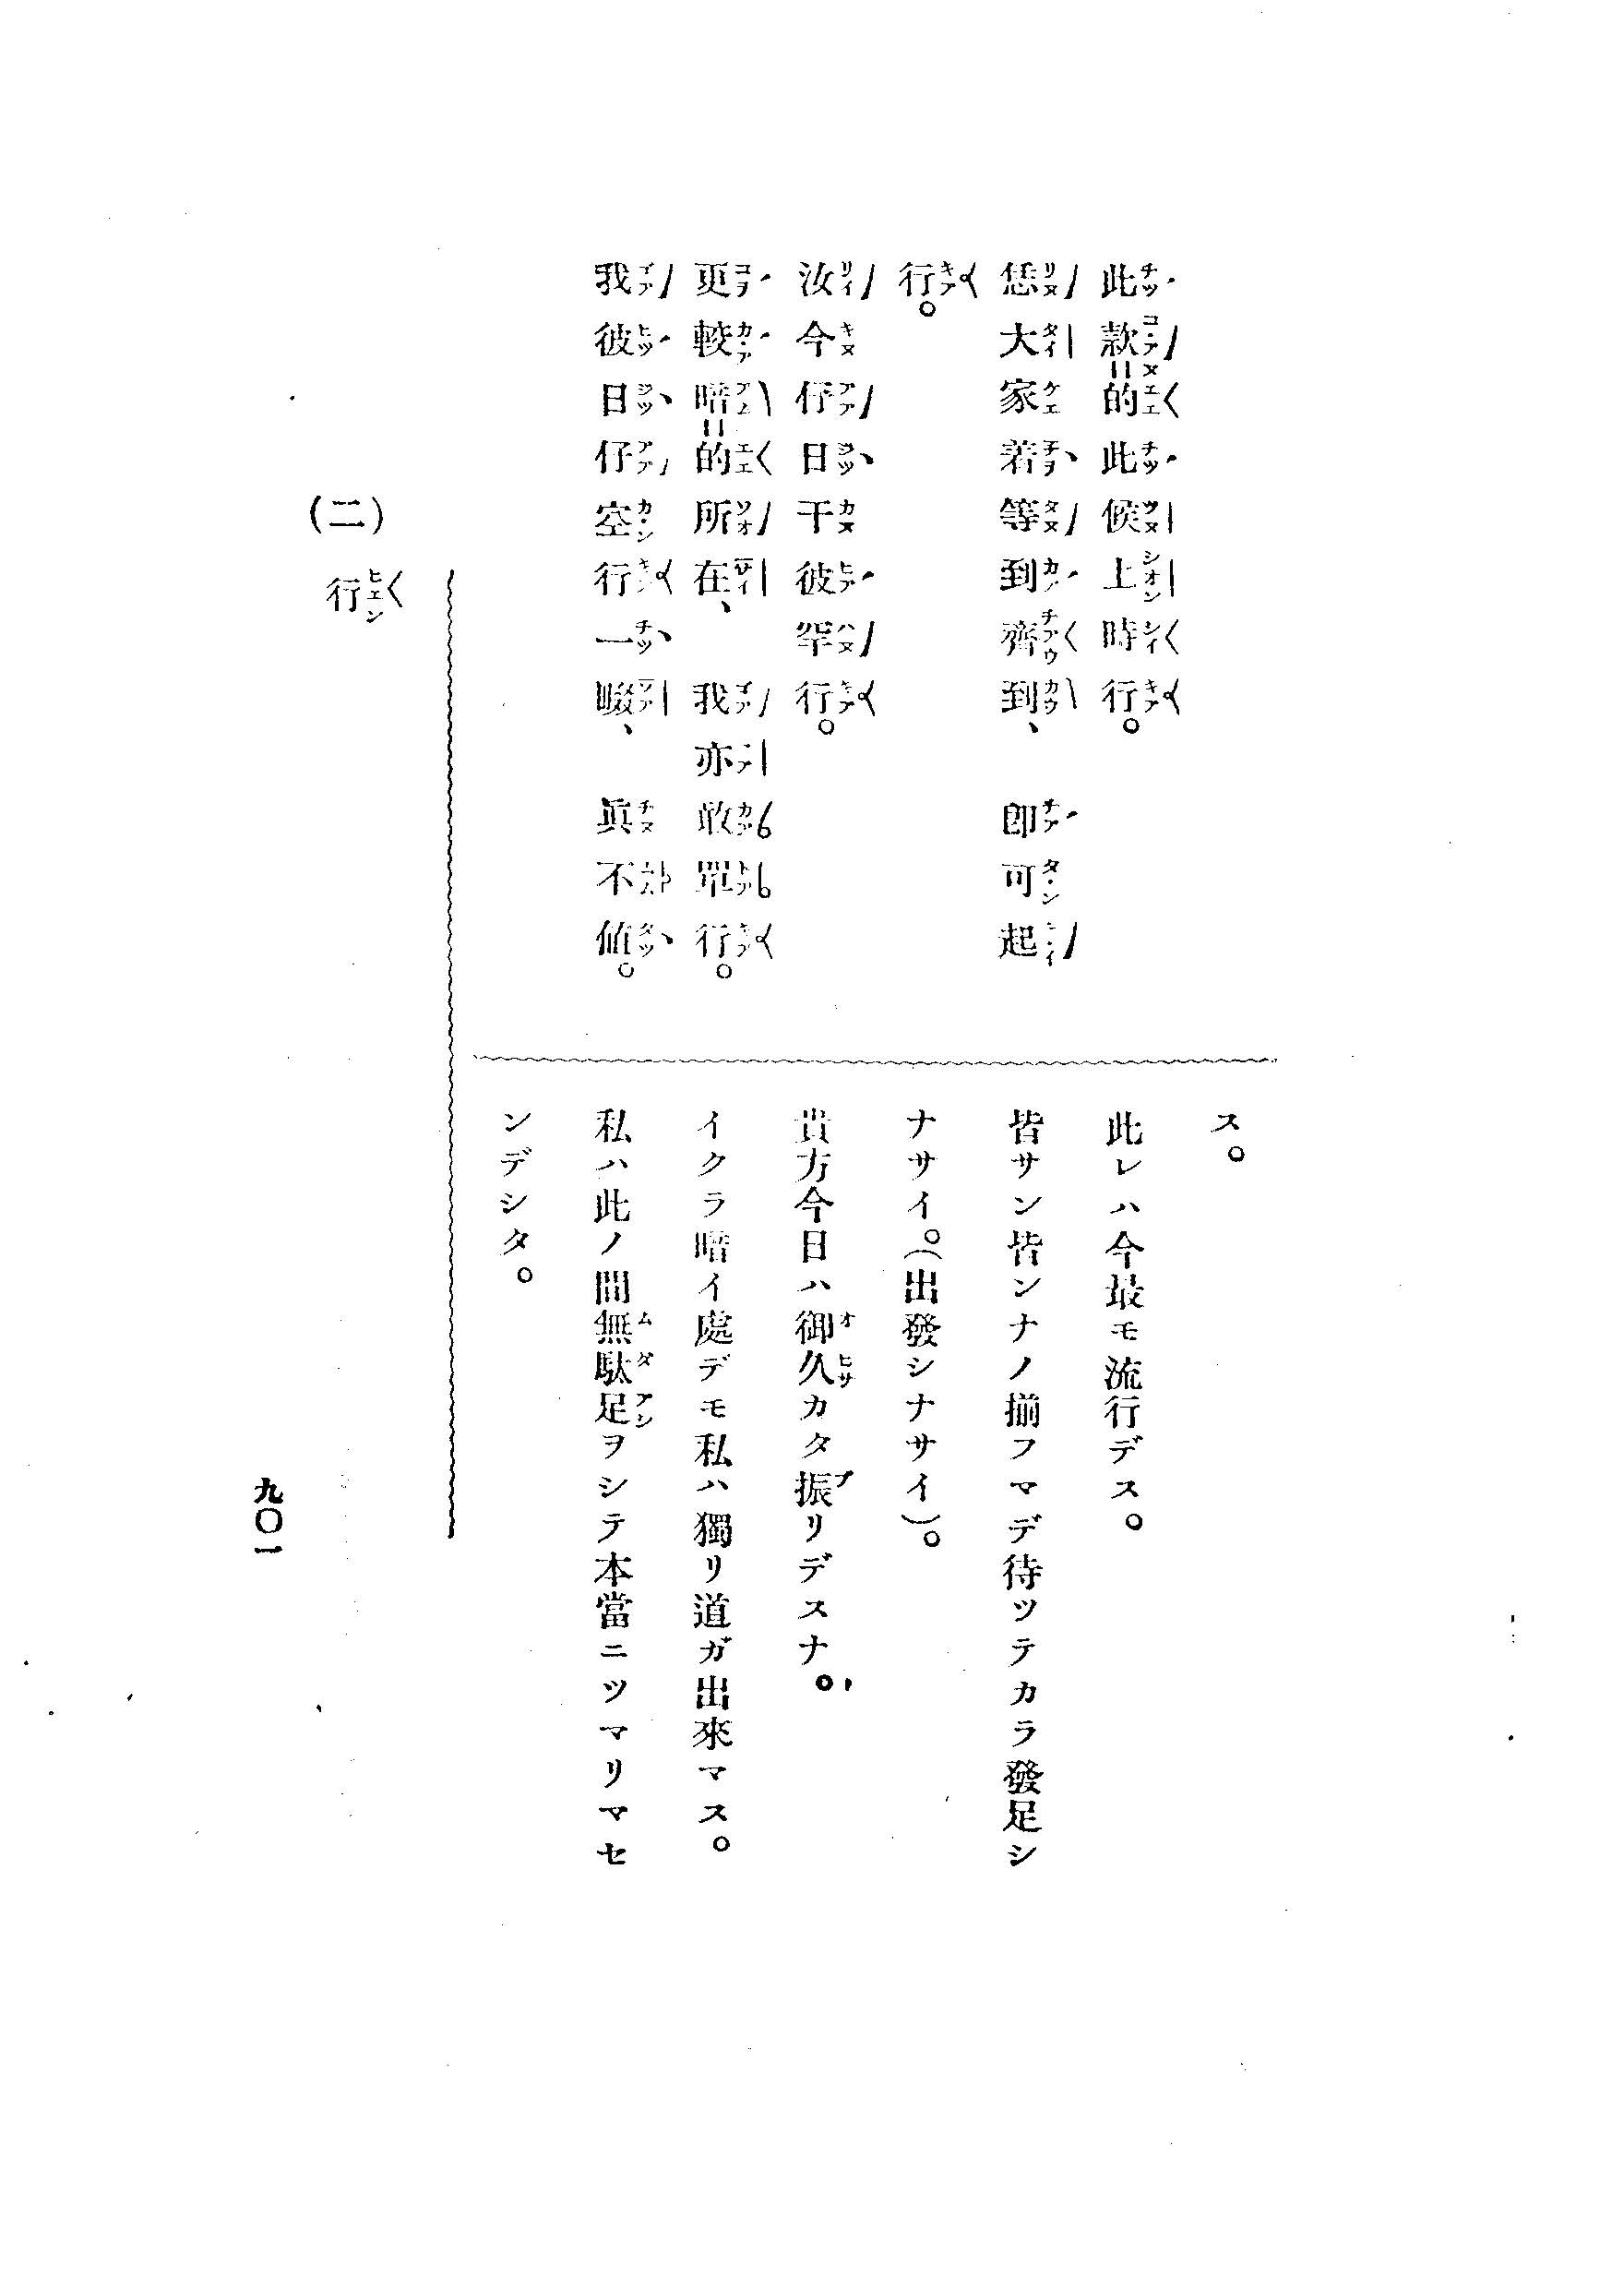 此款的此候上時行。
恁大家着等到齊到、卽可起
行。
汝今仔日干彼罕行。
更較暗的所在、我亦敢單行。
我彼日仔空行一啜、眞不値。
ス。
此レハ今最モ流行デス。
皆サン皆ンナノ揃フマデ待ツテカラ發足シ
ナサイ。(出發シナサイ)。
貴方今日ハ御久カタ振リデスナ。
イクラ暗イ處デモ私ハ獨リ道ガ出來マス。
私ハ此ノ間無駄足ヲシテ本當ニツマリマセ
ンデシタ。
(二) 行
九〇一